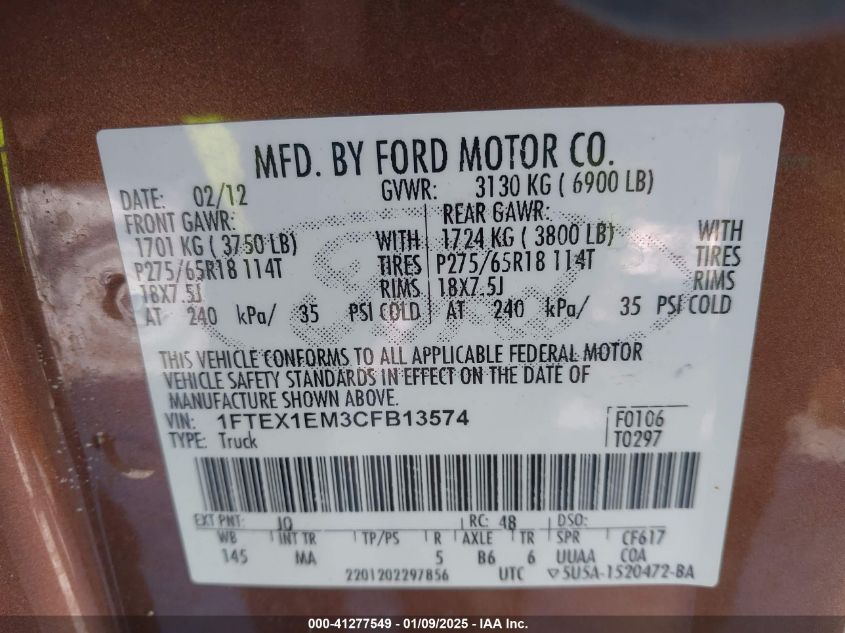 MFD. BY FORD MOTOR CO.
DATE: 02/12 GVWR: 3130 KG ( 6900 LB)
FRONT GAWR: REAR GAWR:
1701 KG ( 3750 LB) WITH 1724 KG ( 3800 LB) WITH
P275/65R18 114T TIRES P275/65R18 114T TIRES
18X7.5J RIMS 18X7.5J RIMS
AT 240 kPa/ 35 PSI COLD AT 240 kPa/ 35 PSI COLD
THIS VEHICLE CONFORMS TO ALL APPLICABLE FEDERAL MOTOR
VEHICLE SAFETY STANDARDS IN EFFECT ON THE DATE OF
MANUFACTURE SHOWN ABOVE.
VIN: 1FTEX1EM3CFB13574 F0106
TYPE: Truck T0297
EXT PNT: JQ RC: 48 DSO:
WB INT TR TP/PS R AXLE TR SPR CF617
145 MA 5 B6 6 UUAA COA
2201202297856 UTC ▽5U5A-1520472-BA
000-41277549 - 01/09/2025 - IAA Inc.